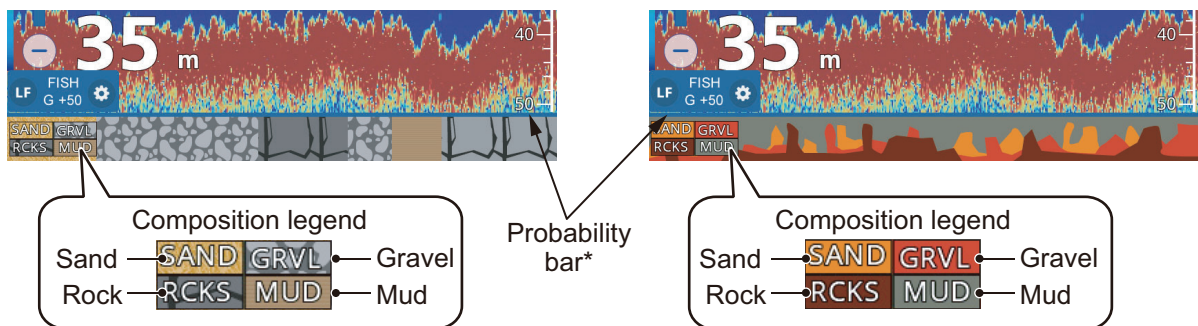 35 m
40
LF FISH
G +50
50
SAND GRVL
RCKS MUD
Composition legend
Sand SAND GRVL Gravel
Rock RCKS MUD Mud
Probability
bar*
35 m
40
LF FISH
G +50
50
SAND GRVL
RCKS MUD
Composition legend
Sand SAND GRVL Gravel
Rock RCKS MUD Mud